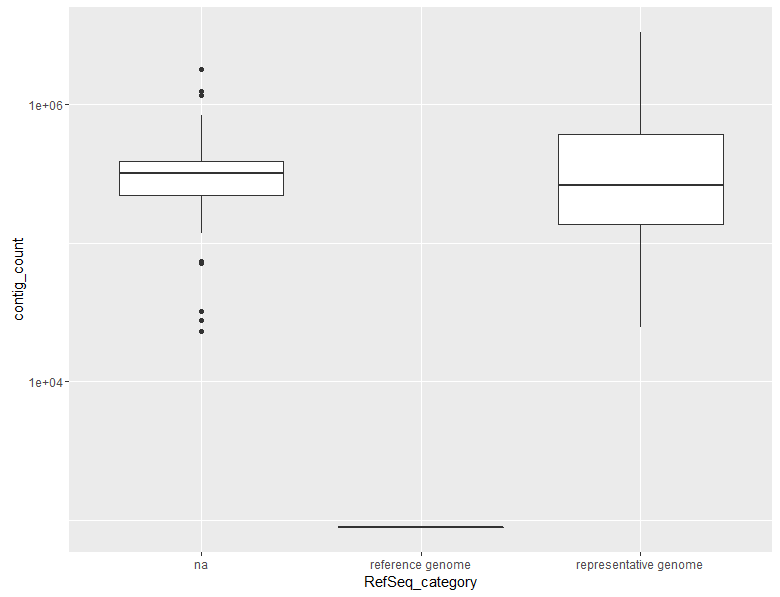 contig_count
1e+06
1e+04
na
reference genome
representative genome
RefSeq_category